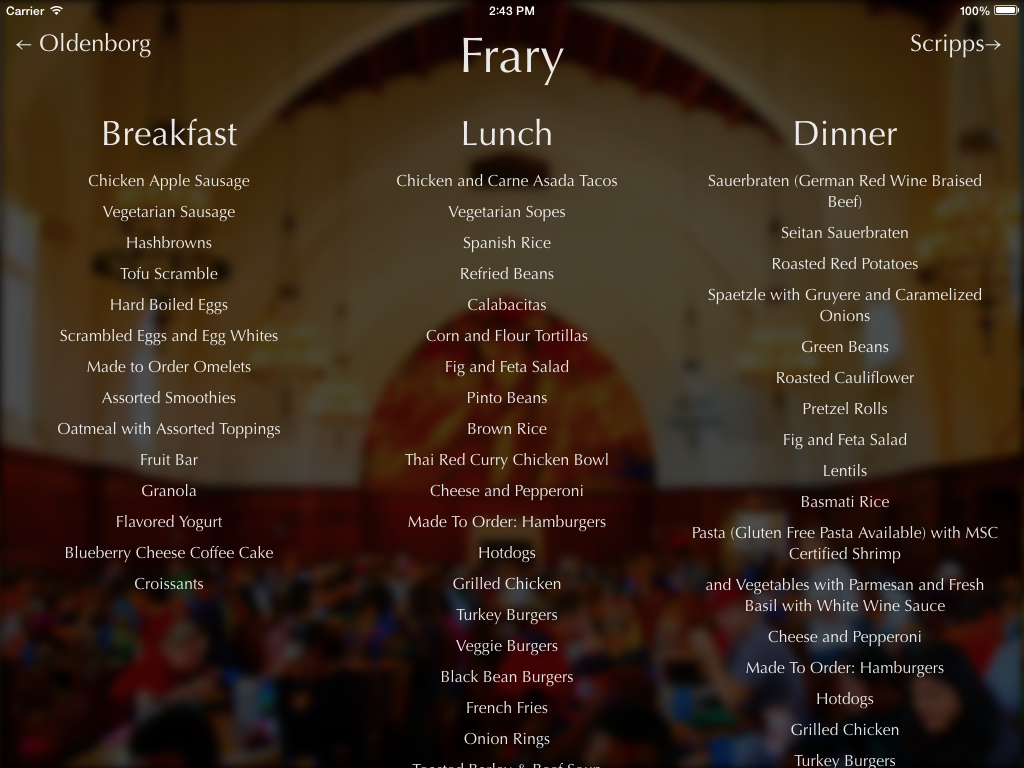 Carrier 2:43 PM 100%
← Oldenborg
Frary
Scripps→
Breakfast
Chicken Apple Sausage
Vegetarian Sausage
Hashbrowns
Tofu Scramble
Hard Boiled Eggs
Scrambled Eggs and Egg Whites
Made to Order Omelets
Assorted Smoothies
Oatmeal with Assorted Toppings
Fruit Bar
Granola
Flavored Yogurt
Blueberry Cheese Coffee Cake
Croissants
Lunch
Chicken and Carne Asada Tacos
Vegetarian Sopes
Spanish Rice
Refried Beans
Calabacitas
Corn and Flour Tortillas
Fig and Feta Salad
Pinto Beans
Brown Rice
Thai Red Curry Chicken Bowl
Cheese and Pepperoni
Made To Order: Hamburgers
Hotdogs
Grilled Chicken
Turkey Burgers
Veggie Burgers
Black Bean Burgers
French Fries
Onion Rings
Toasted Barley & Beef Soup
Dinner
Sauerbraten (German Red Wine Braised
Beef)
Seitan Sauerbraten
Roasted Red Potatoes
Spaetzle with Gruyere and Caramelized
Onions
Green Beans
Roasted Cauliflower
Pretzel Rolls
Fig and Feta Salad
Lentils
Basmati Rice
Pasta (Gluten Free Pasta Available) with MSC
Certified Shrimp
and Vegetables with Parmesan and Fresh
Basil with White Wine Sauce
Cheese and Pepperoni
Made To Order: Hamburgers
Hotdogs
Grilled Chicken
Turkey Burgers